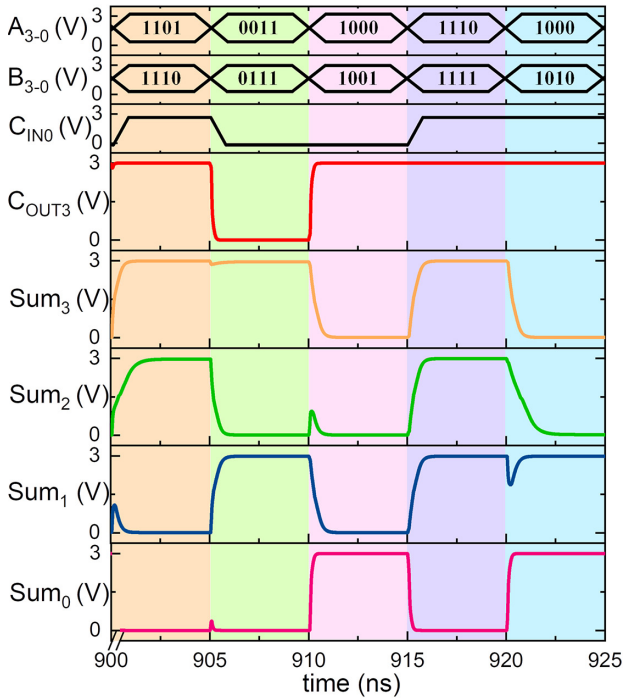 A3-0 (V) 3 0 1101 0011 1000 1110 1000
B3-0 (V) 3 0 1110 0111 1001 1111 1010
CIN0 (V) 3 0
COUT3 (V) 3 0
Sum3 (V) 3 0
Sum2 (V) 3 0
Sum1 (V) 3 0
Sum0 (V) 3 0
900 905 910 915 920 925
time (ns)